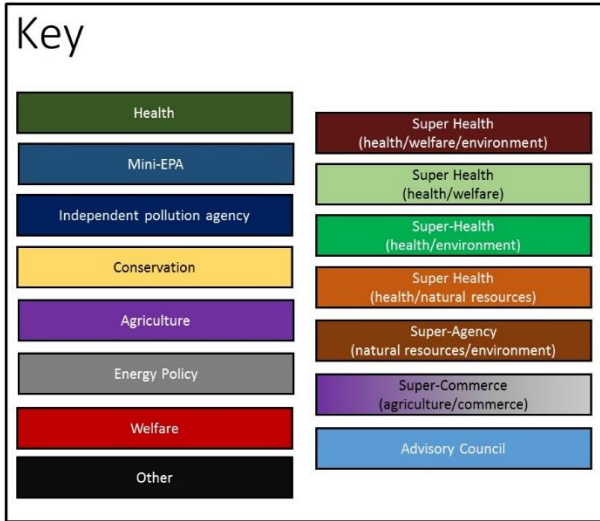 Key
Health
Mini-EPA
Independent pollution agency
Conservation
Agriculture
Energy Policy
Welfare
Other
Super Health
(health/welfare/environment)
Super Health
(health/welfare)
Super-Health
(health/environment)
Super Health
(health/natural resources)
Super-Agency
(natural resources/environment)
Super-Commerce
(agriculture/commerce)
Advisory Council